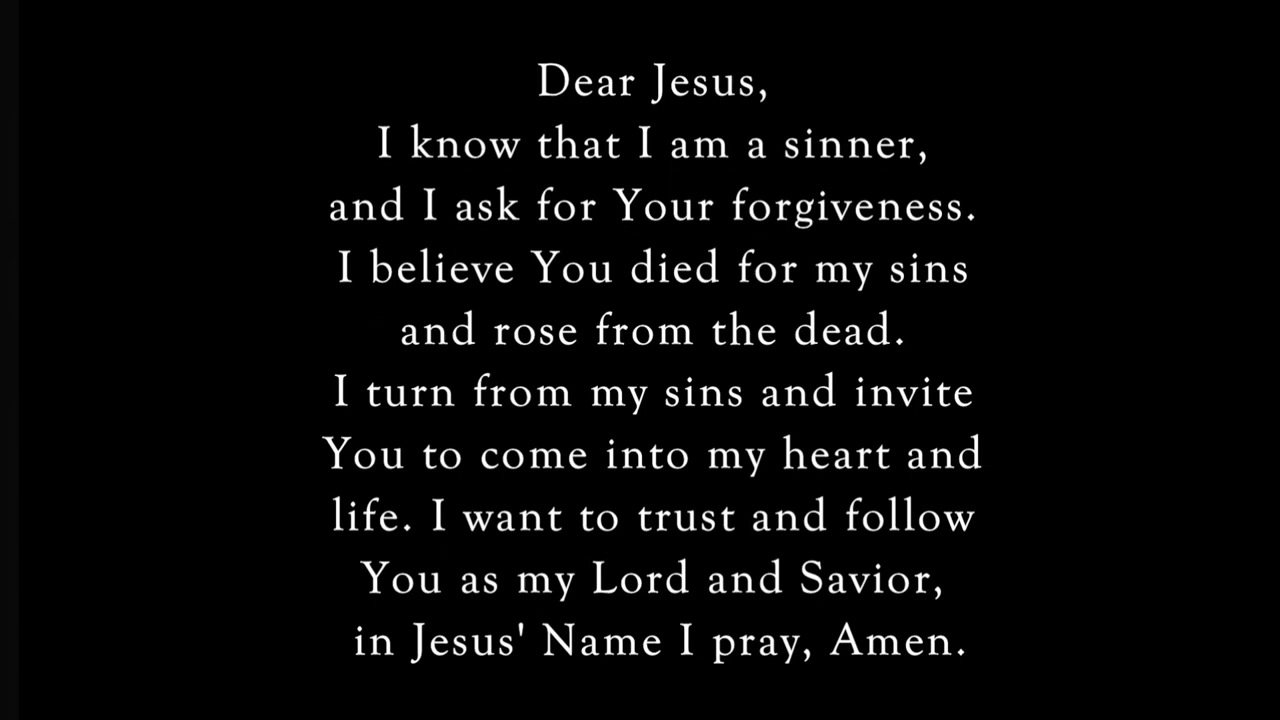 Dear Jesus,
I know that I am a sinner,
and I ask for Your forgiveness.
I believe You died for my sins
and rose from the dead.
I turn from my sins and invite
You to come into my heart and
life. I want to trust and follow
You as my Lord and Savior,
in Jesus' Name I pray, Amen.